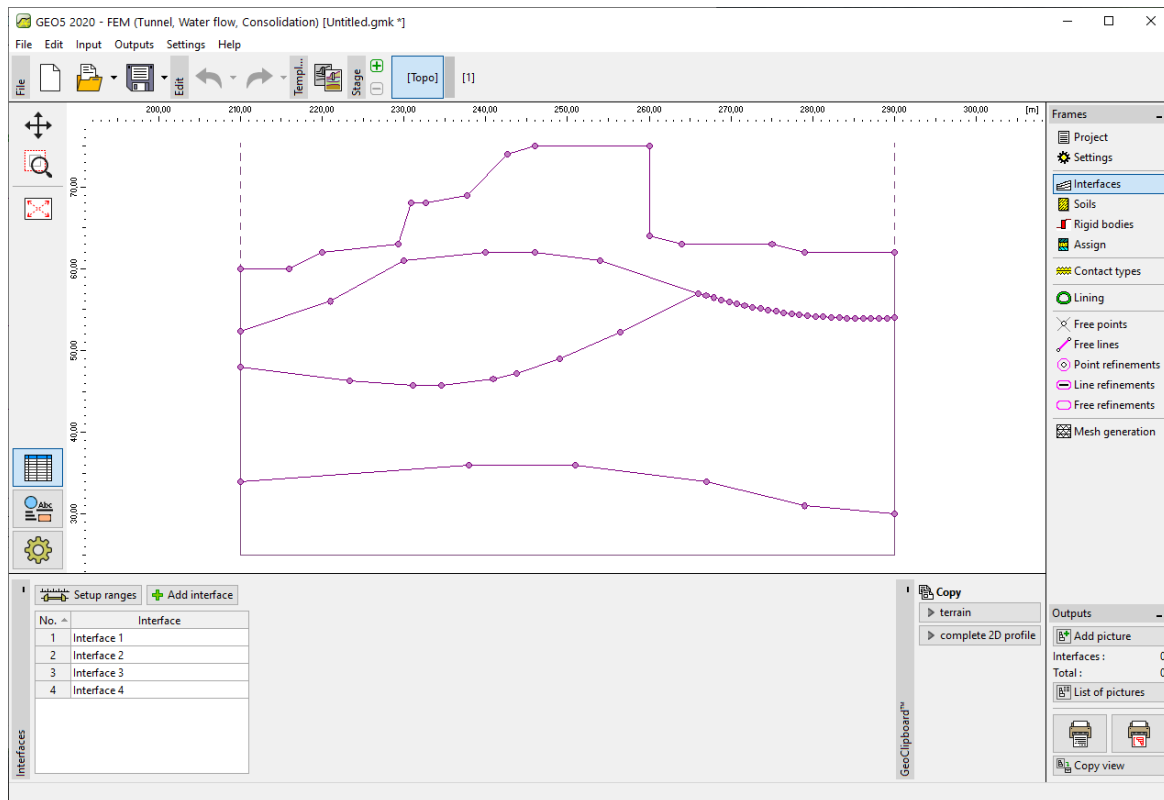 GEO5 2020 - FEM (Tunnel, Water flow, Consolidation) [Untitled.gmk *]
File Edit Input Outputs Settings Help
File
Edit
Templ...
Stage
[Topo] [1]
200,00 210,00 220,00 230,00 240,00 250,00 260,00 270,00 280,00 290,00 300,00 [m]
70,00
60,00
50,00
40,00
30,00
Abc
Frames
Project
Settings
Interfaces
Soils
Rigid bodies
Assign
Contact types
Lining
Free points
Free lines
Point refinements
Line refinements
Free refinements
Mesh generation
Interfaces
Setup ranges Add interface
No. Interface
1 Interface 1
2 Interface 2
3 Interface 3
4 Interface 4
GeoClipboard™
Copy
terrain
complete 2D profile
Outputs
Add picture
Interfaces : 0
Total : 0
List of pictures
Copy view